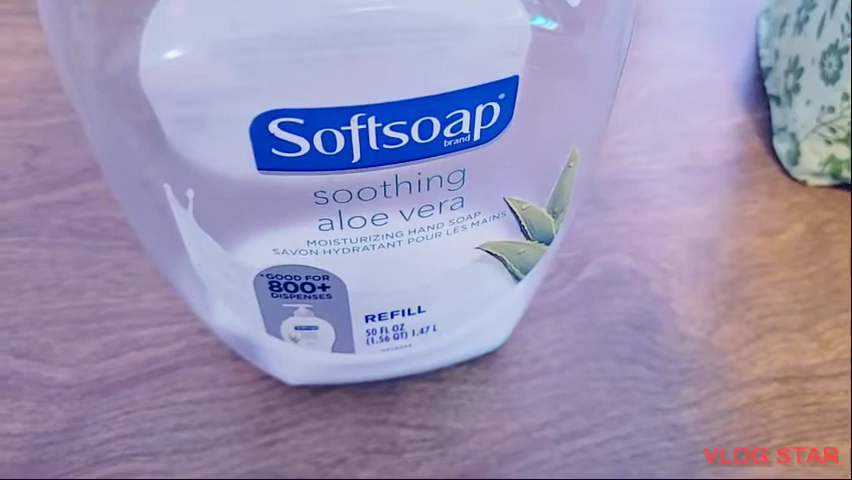 Softsoap®
brand
soothing
aloe vera
MOISTURIZING HAND SOAP
SAVON HYDRATANT POUR LES MAINS
*GOOD FOR
800+
DISPENSES
REFILL
50 FL OZ
(1.56 QT) 1.47 L
VLOG STAR